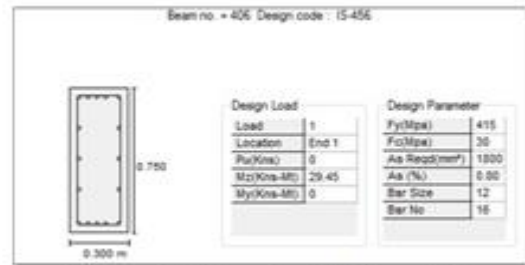 Beam no. = 406 Design code : IS-456
0.750
0.300 m
Design Load
Load 1
Location End 1
Pu(Kns) 0
Mz(Kns-Mt) 29.45
My(Kns-Mt) 0
Design Parameter
Fy(Mpa) 415
Fc(Mpa) 30
As Reqd(mm²) 1800
As (%) 0.80
Bar Size 12
Bar No 16